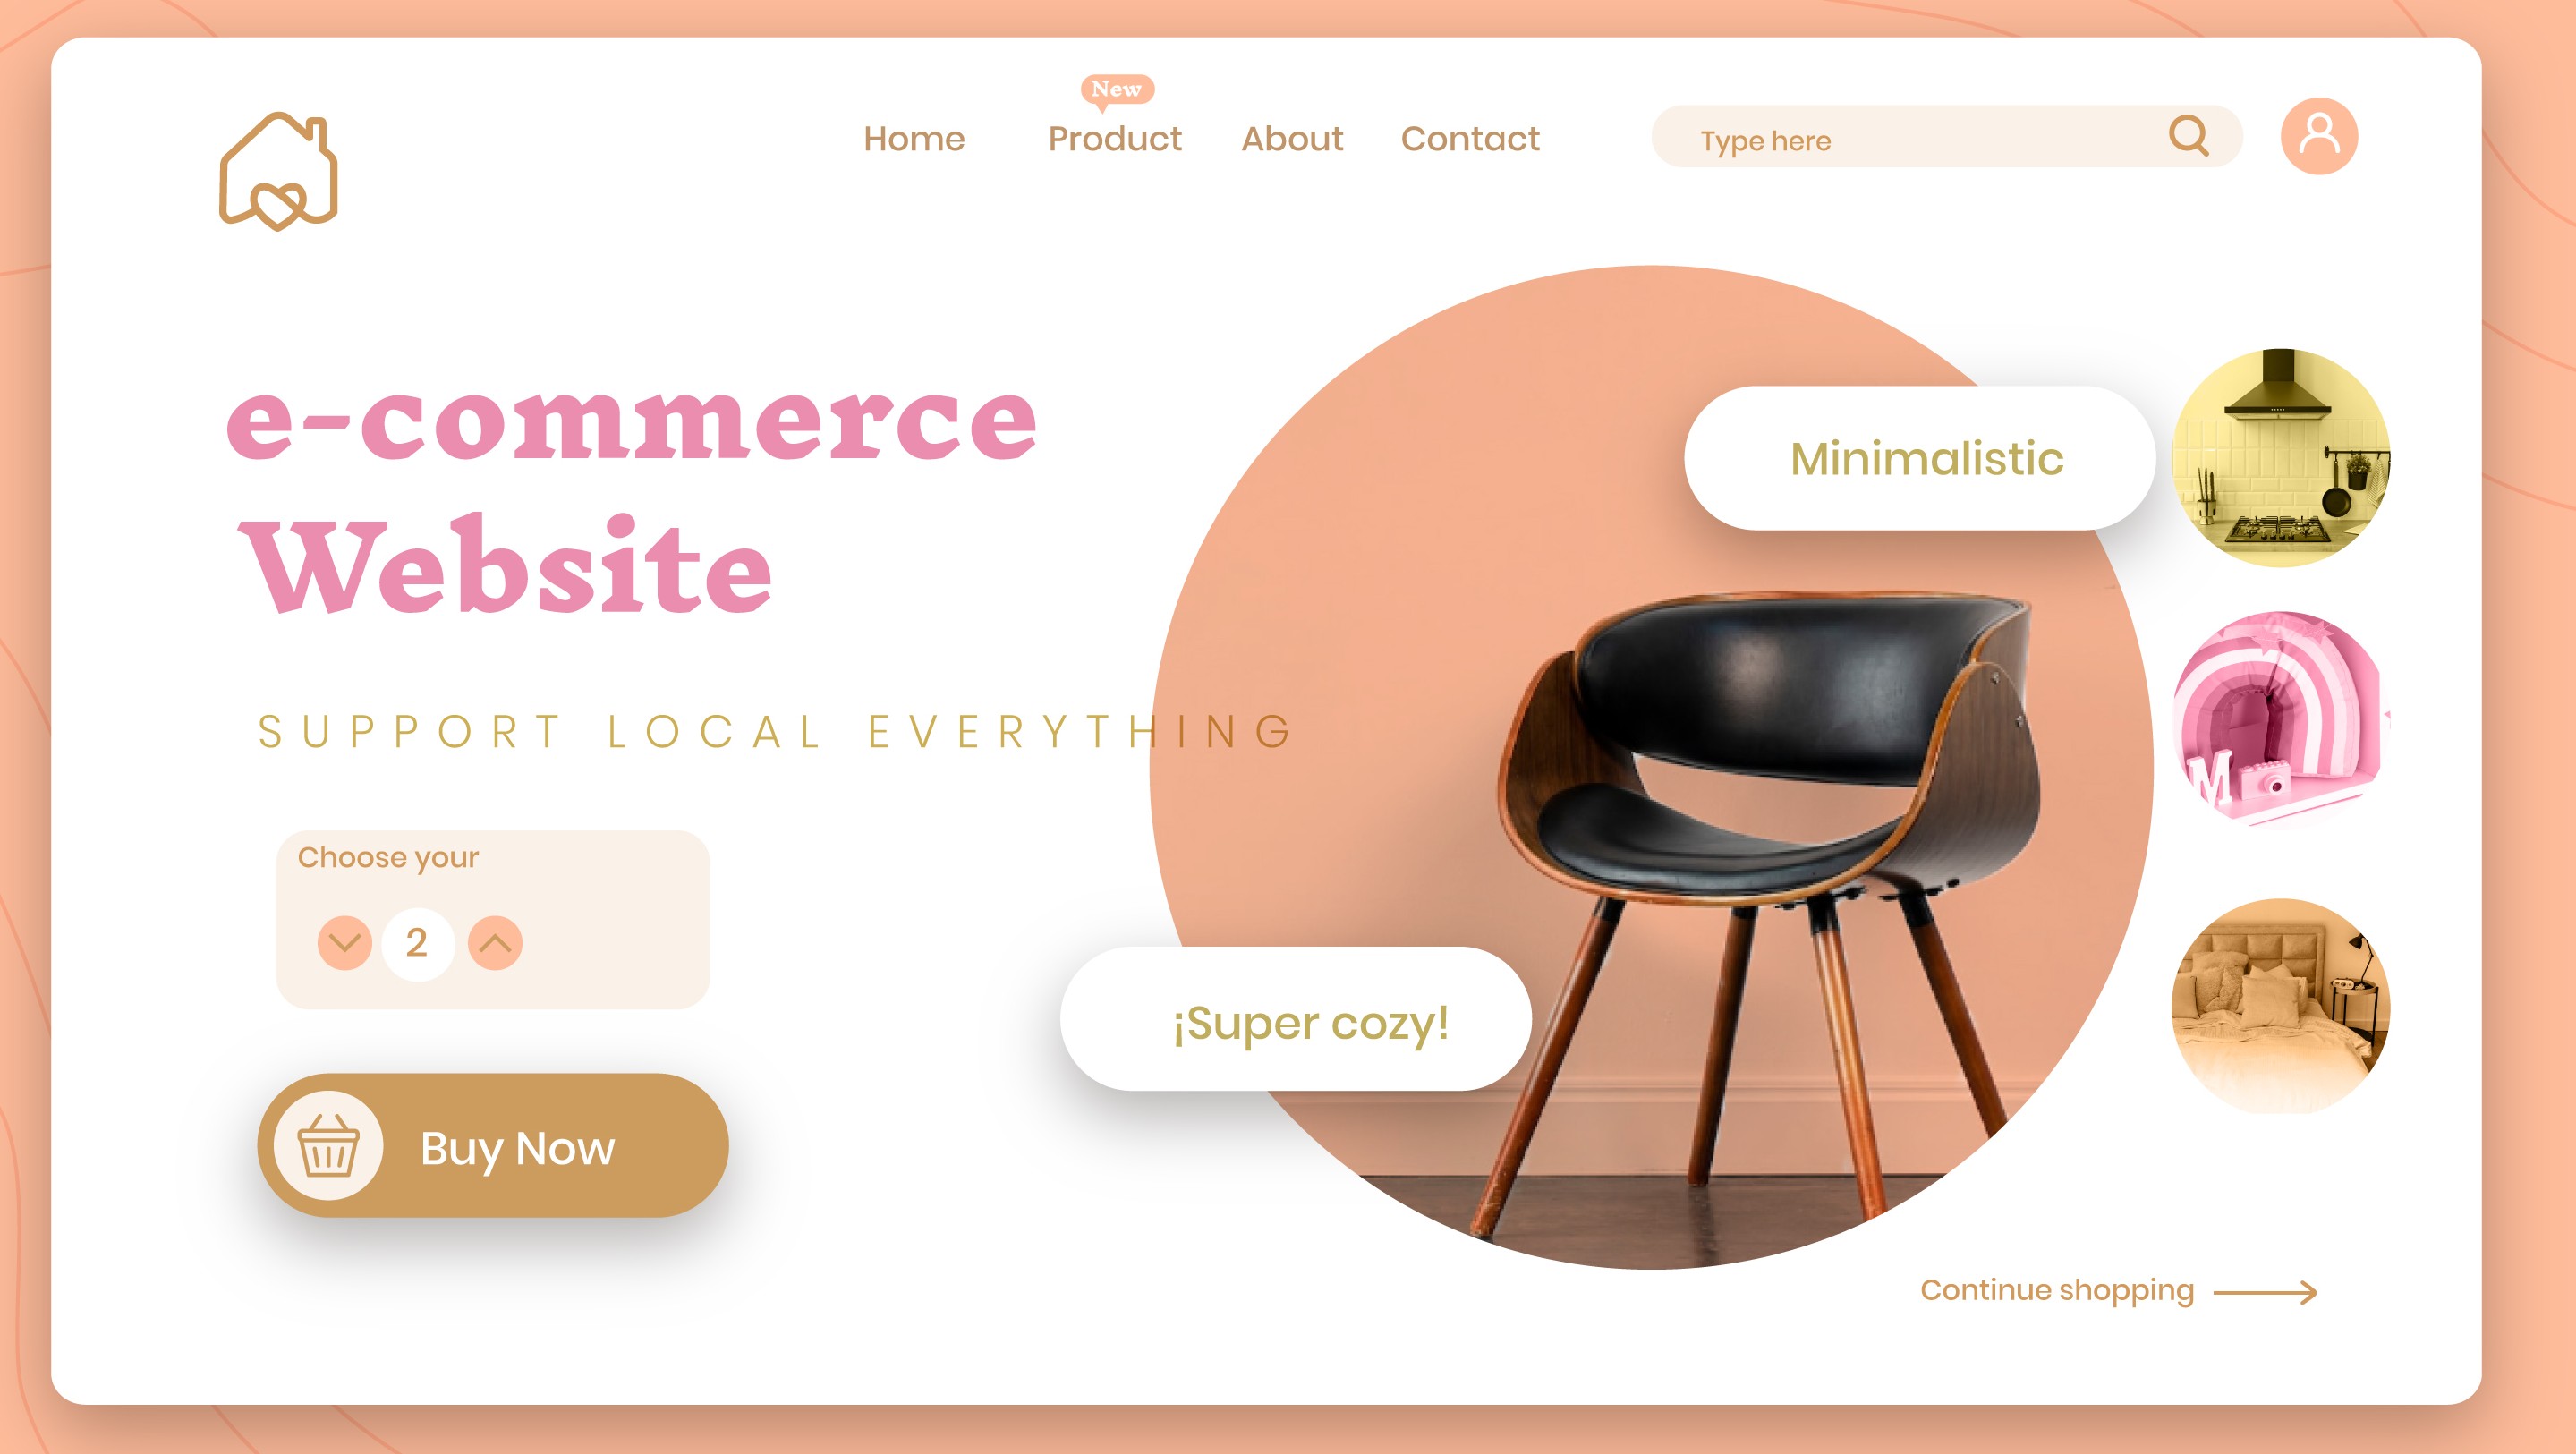 New
Home Product About Contact Type here
e-commerce
Website
Minimalistic
SUPPORT LOCAL EVERYTHING
M
Choose your
2
¡Super cozy!
Buy Now
Continue shopping